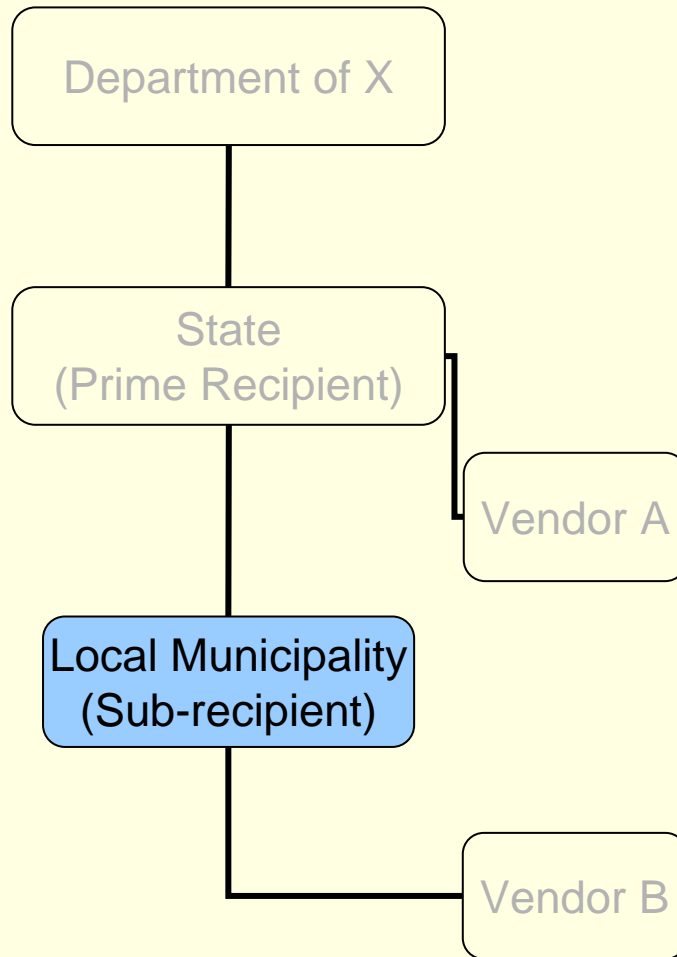 Department of X
State
(Prime Recipient)
Vendor A
Local Municipality
(Sub-recipient)
Vendor B